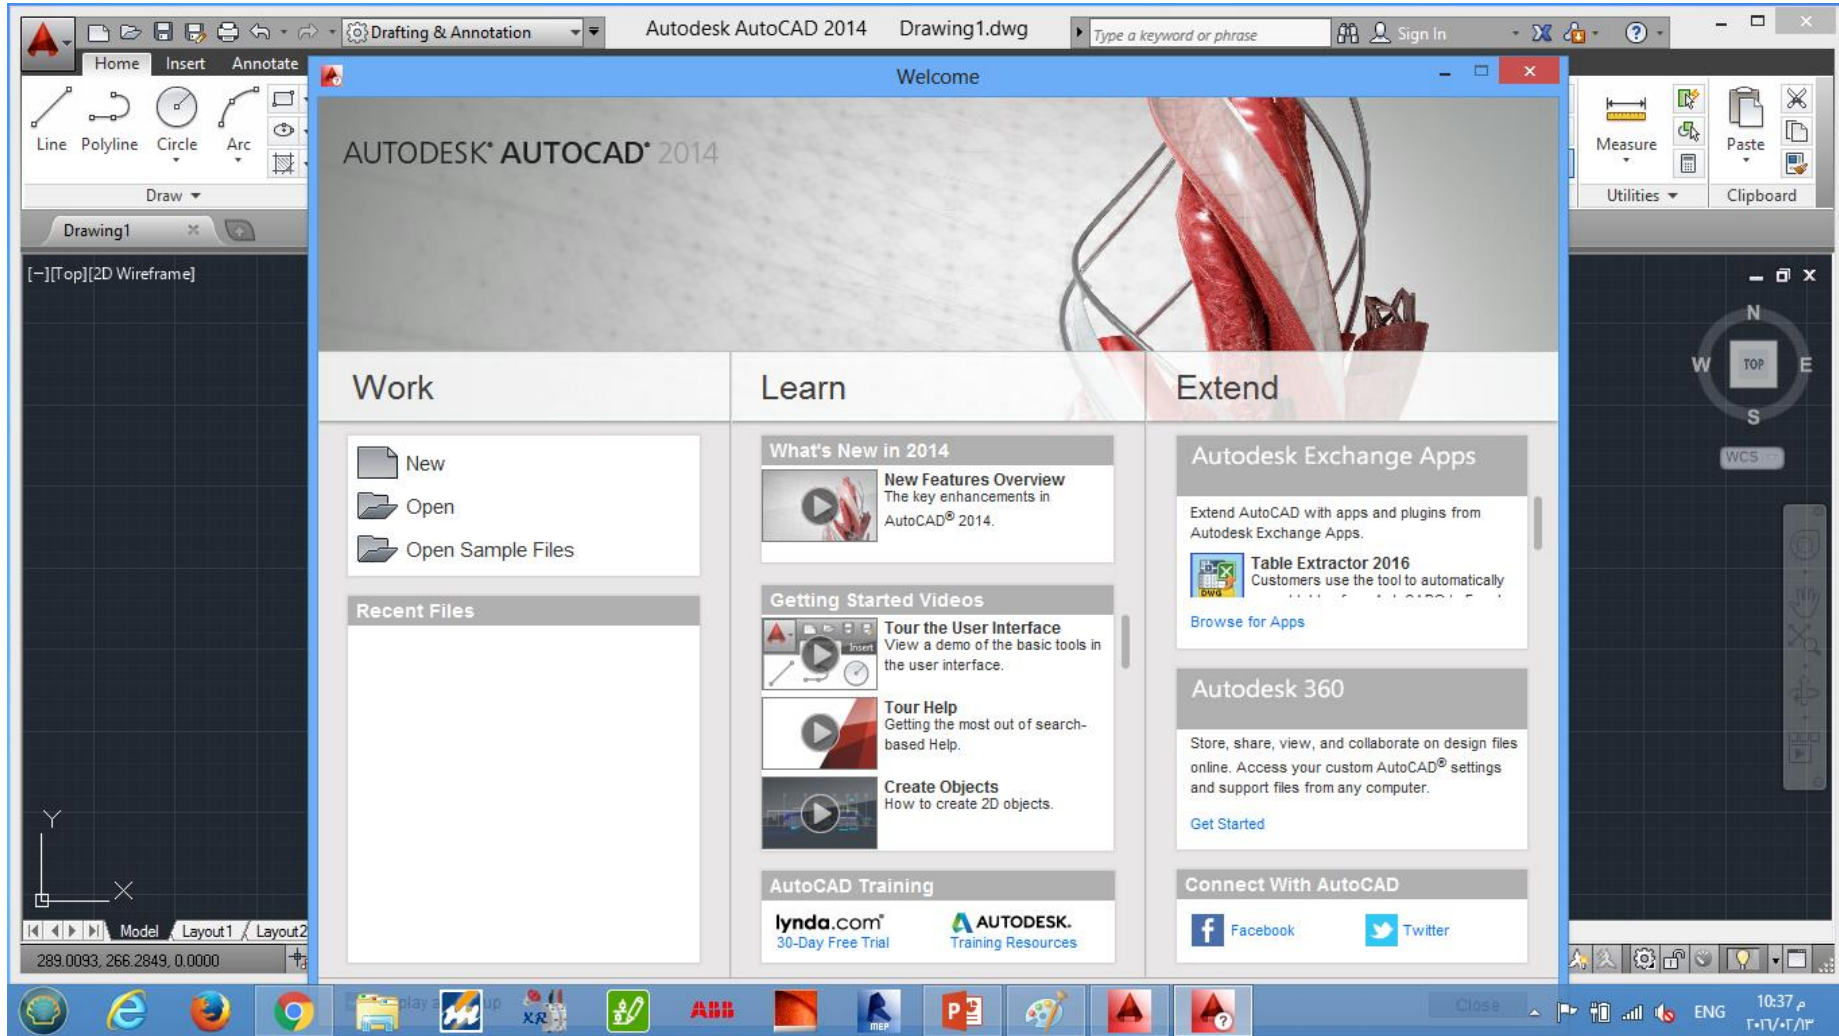 Drafting & Annotation
Autodesk AutoCAD 2014 Drawing1.dwg
Type a keyword or phrase
Sign In
Home Insert Annotate
Welcome
Line Polyline Circle Arc
Draw
Measure
Utilities
Paste
Clipboard
AUTODESK® AUTOCAD® 2014
Drawing1
[−][Top][2D Wireframe]
N
W TOP E
S
WCS
Work
New
Open
Open Sample Files
Recent Files
Learn
What's New in 2014
New Features Overview
The key enhancements in
AutoCAD® 2014.
Getting Started Videos
Insert
Tour the User Interface
View a demo of the basic tools in
the user interface.
Tour Help
Getting the most out of search-
based Help.
Create Objects
How to create 2D objects.
AutoCAD Training
lynda.com®
30-Day Free Trial
AUTODESK.
Training Resources
Extend
Autodesk Exchange Apps
Extend AutoCAD with apps and plugins from
Autodesk Exchange Apps.
DWG
Table Extractor 2016
Customers use the tool to automatically
Browse for Apps
Autodesk 360
Store, share, view, and collaborate on design files
online. Access your custom AutoCAD® settings
and support files from any computer.
Get Started
Connect With AutoCAD
Facebook
Twitter
Y
X
Model Layout1 Layout2
289.0093, 266.2849, 0.0000
Close
XR
ABB
MEP
ENG
10:37 م
٢٠١٦/٠٢/١٣